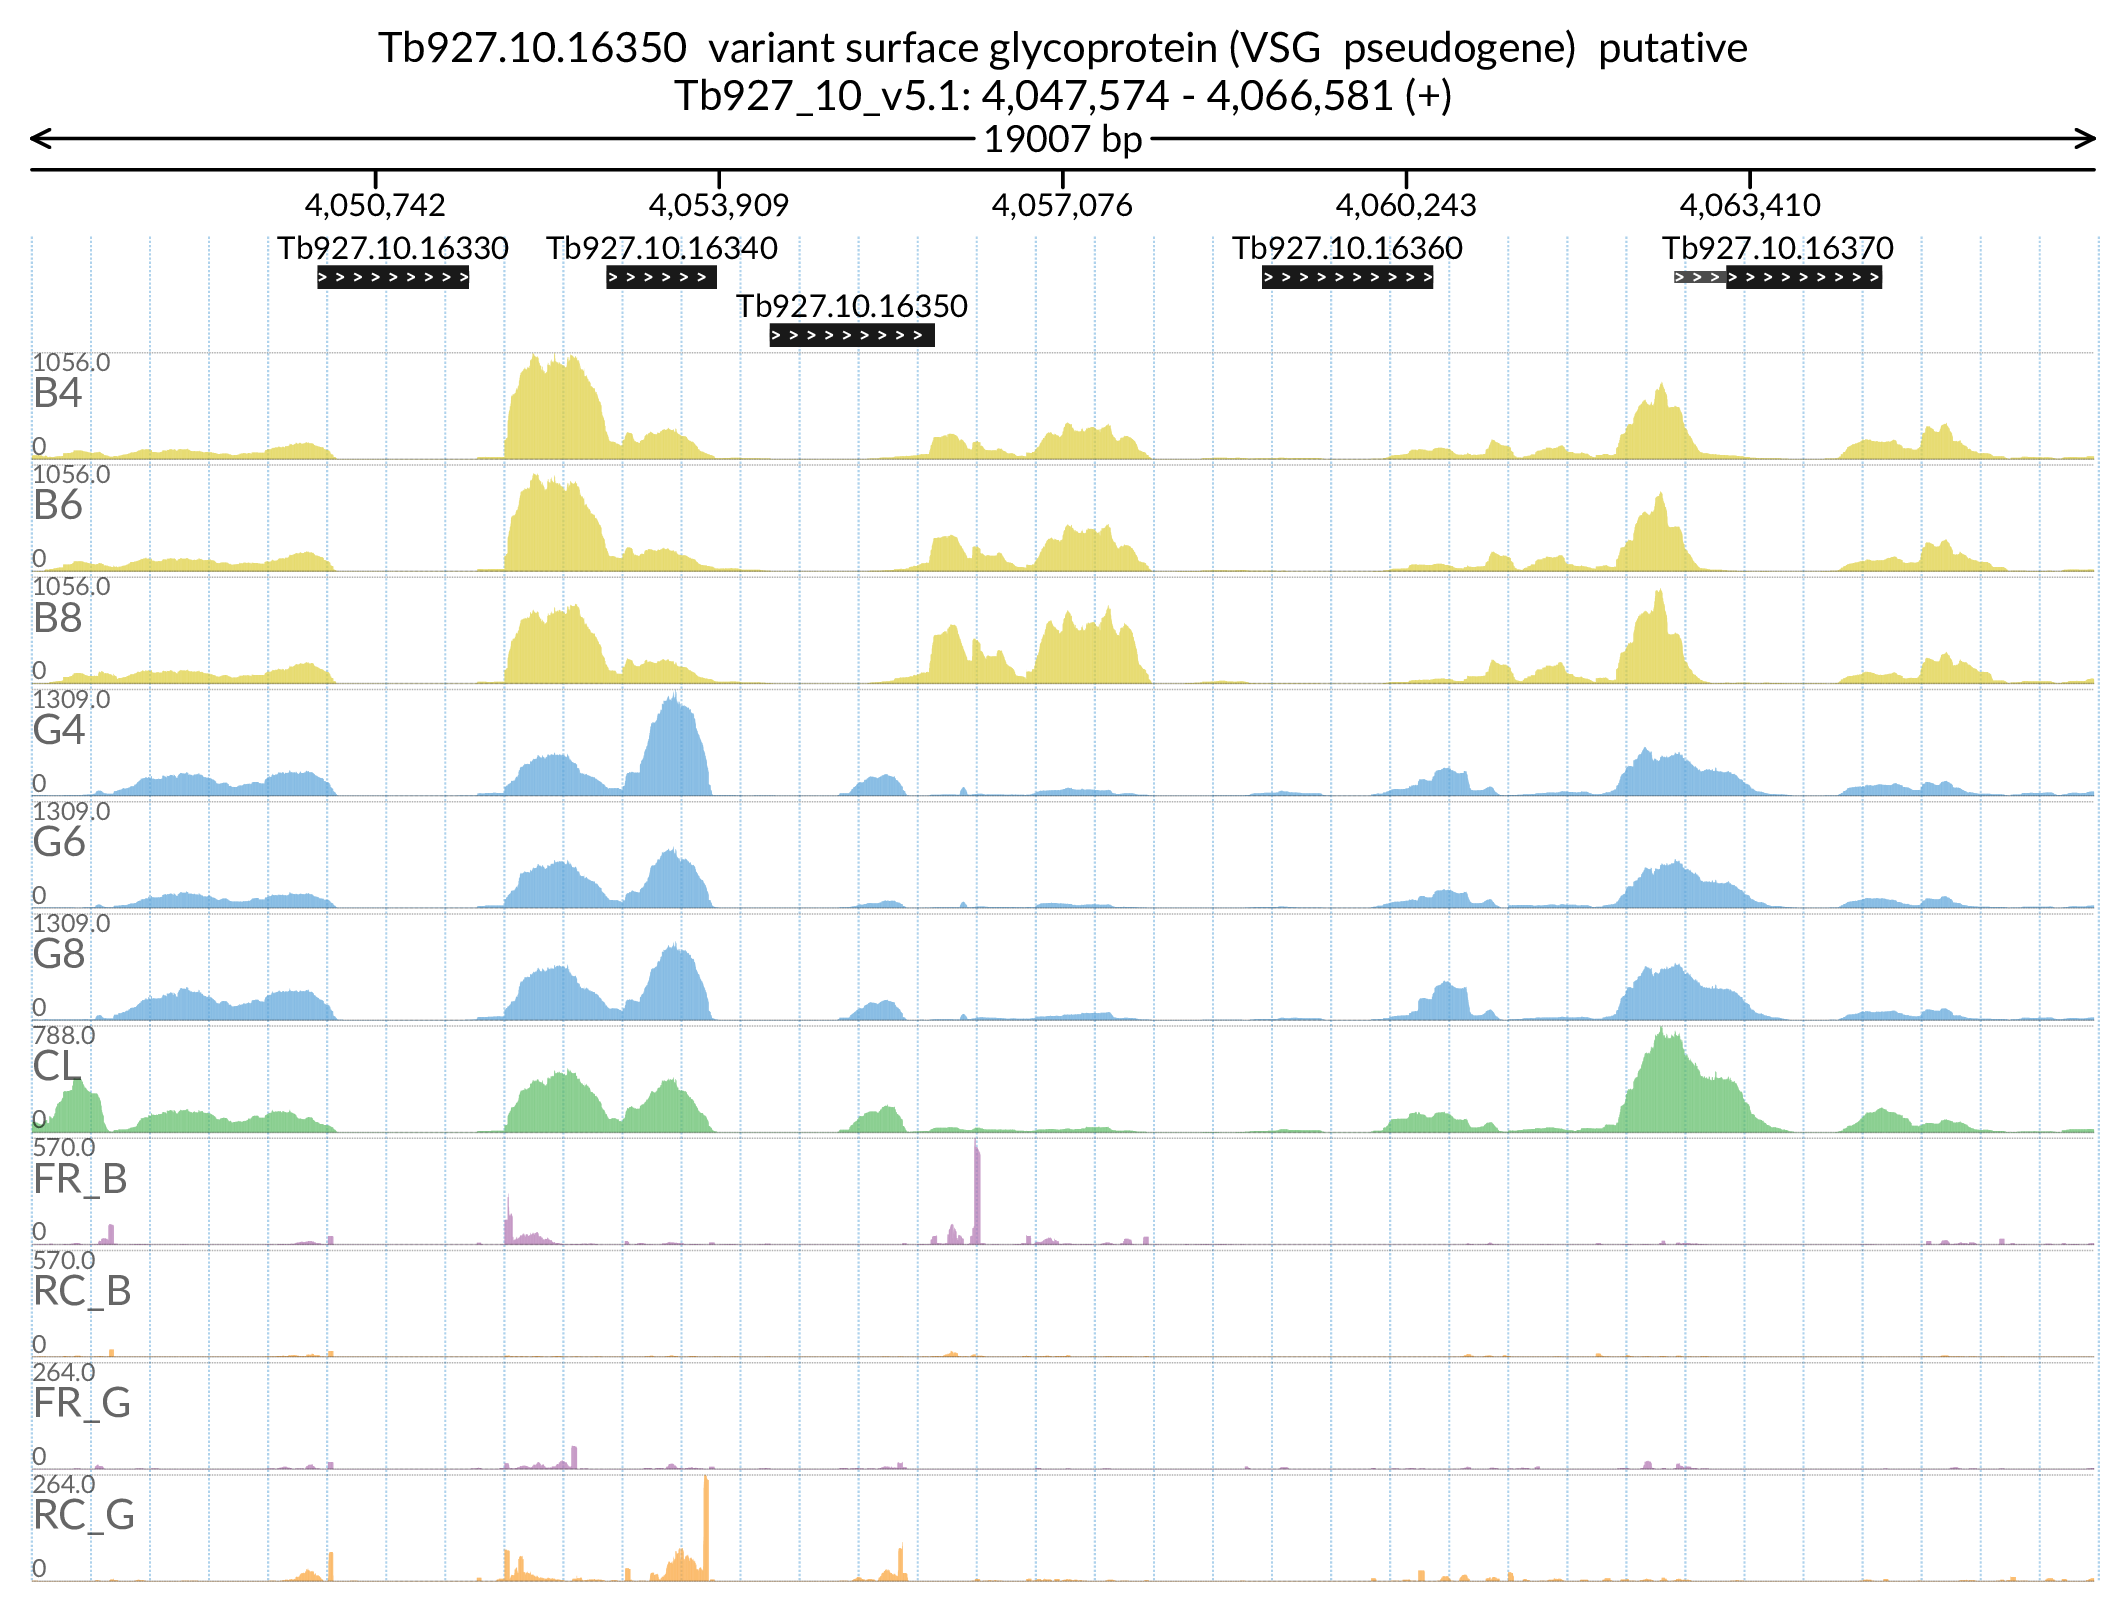 Tb927.10.16350  variant surface glycoprotein (VSG  pseudogene)  putative
Tb927_10_v5.1: 4,047,574 - 4,066,581 (+)
19007 bp
4,050,742 4,053,909 4,057,076 4,060,243 4,063,410
Tb927.10.16330 Tb927.10.16340 Tb927.10.16360 Tb927.10.16370
Tb927.10.16350
1056.0
B4
0
1056.0
B6
0
1056.0
B8
0
1309.0
G4
0
1309.0
G6
0
1309.0
G8
0
788.0
CL
0
570.0
FR_B
0
570.0
RC_B
0
264.0
FR_G
0
264.0
RC_G
0